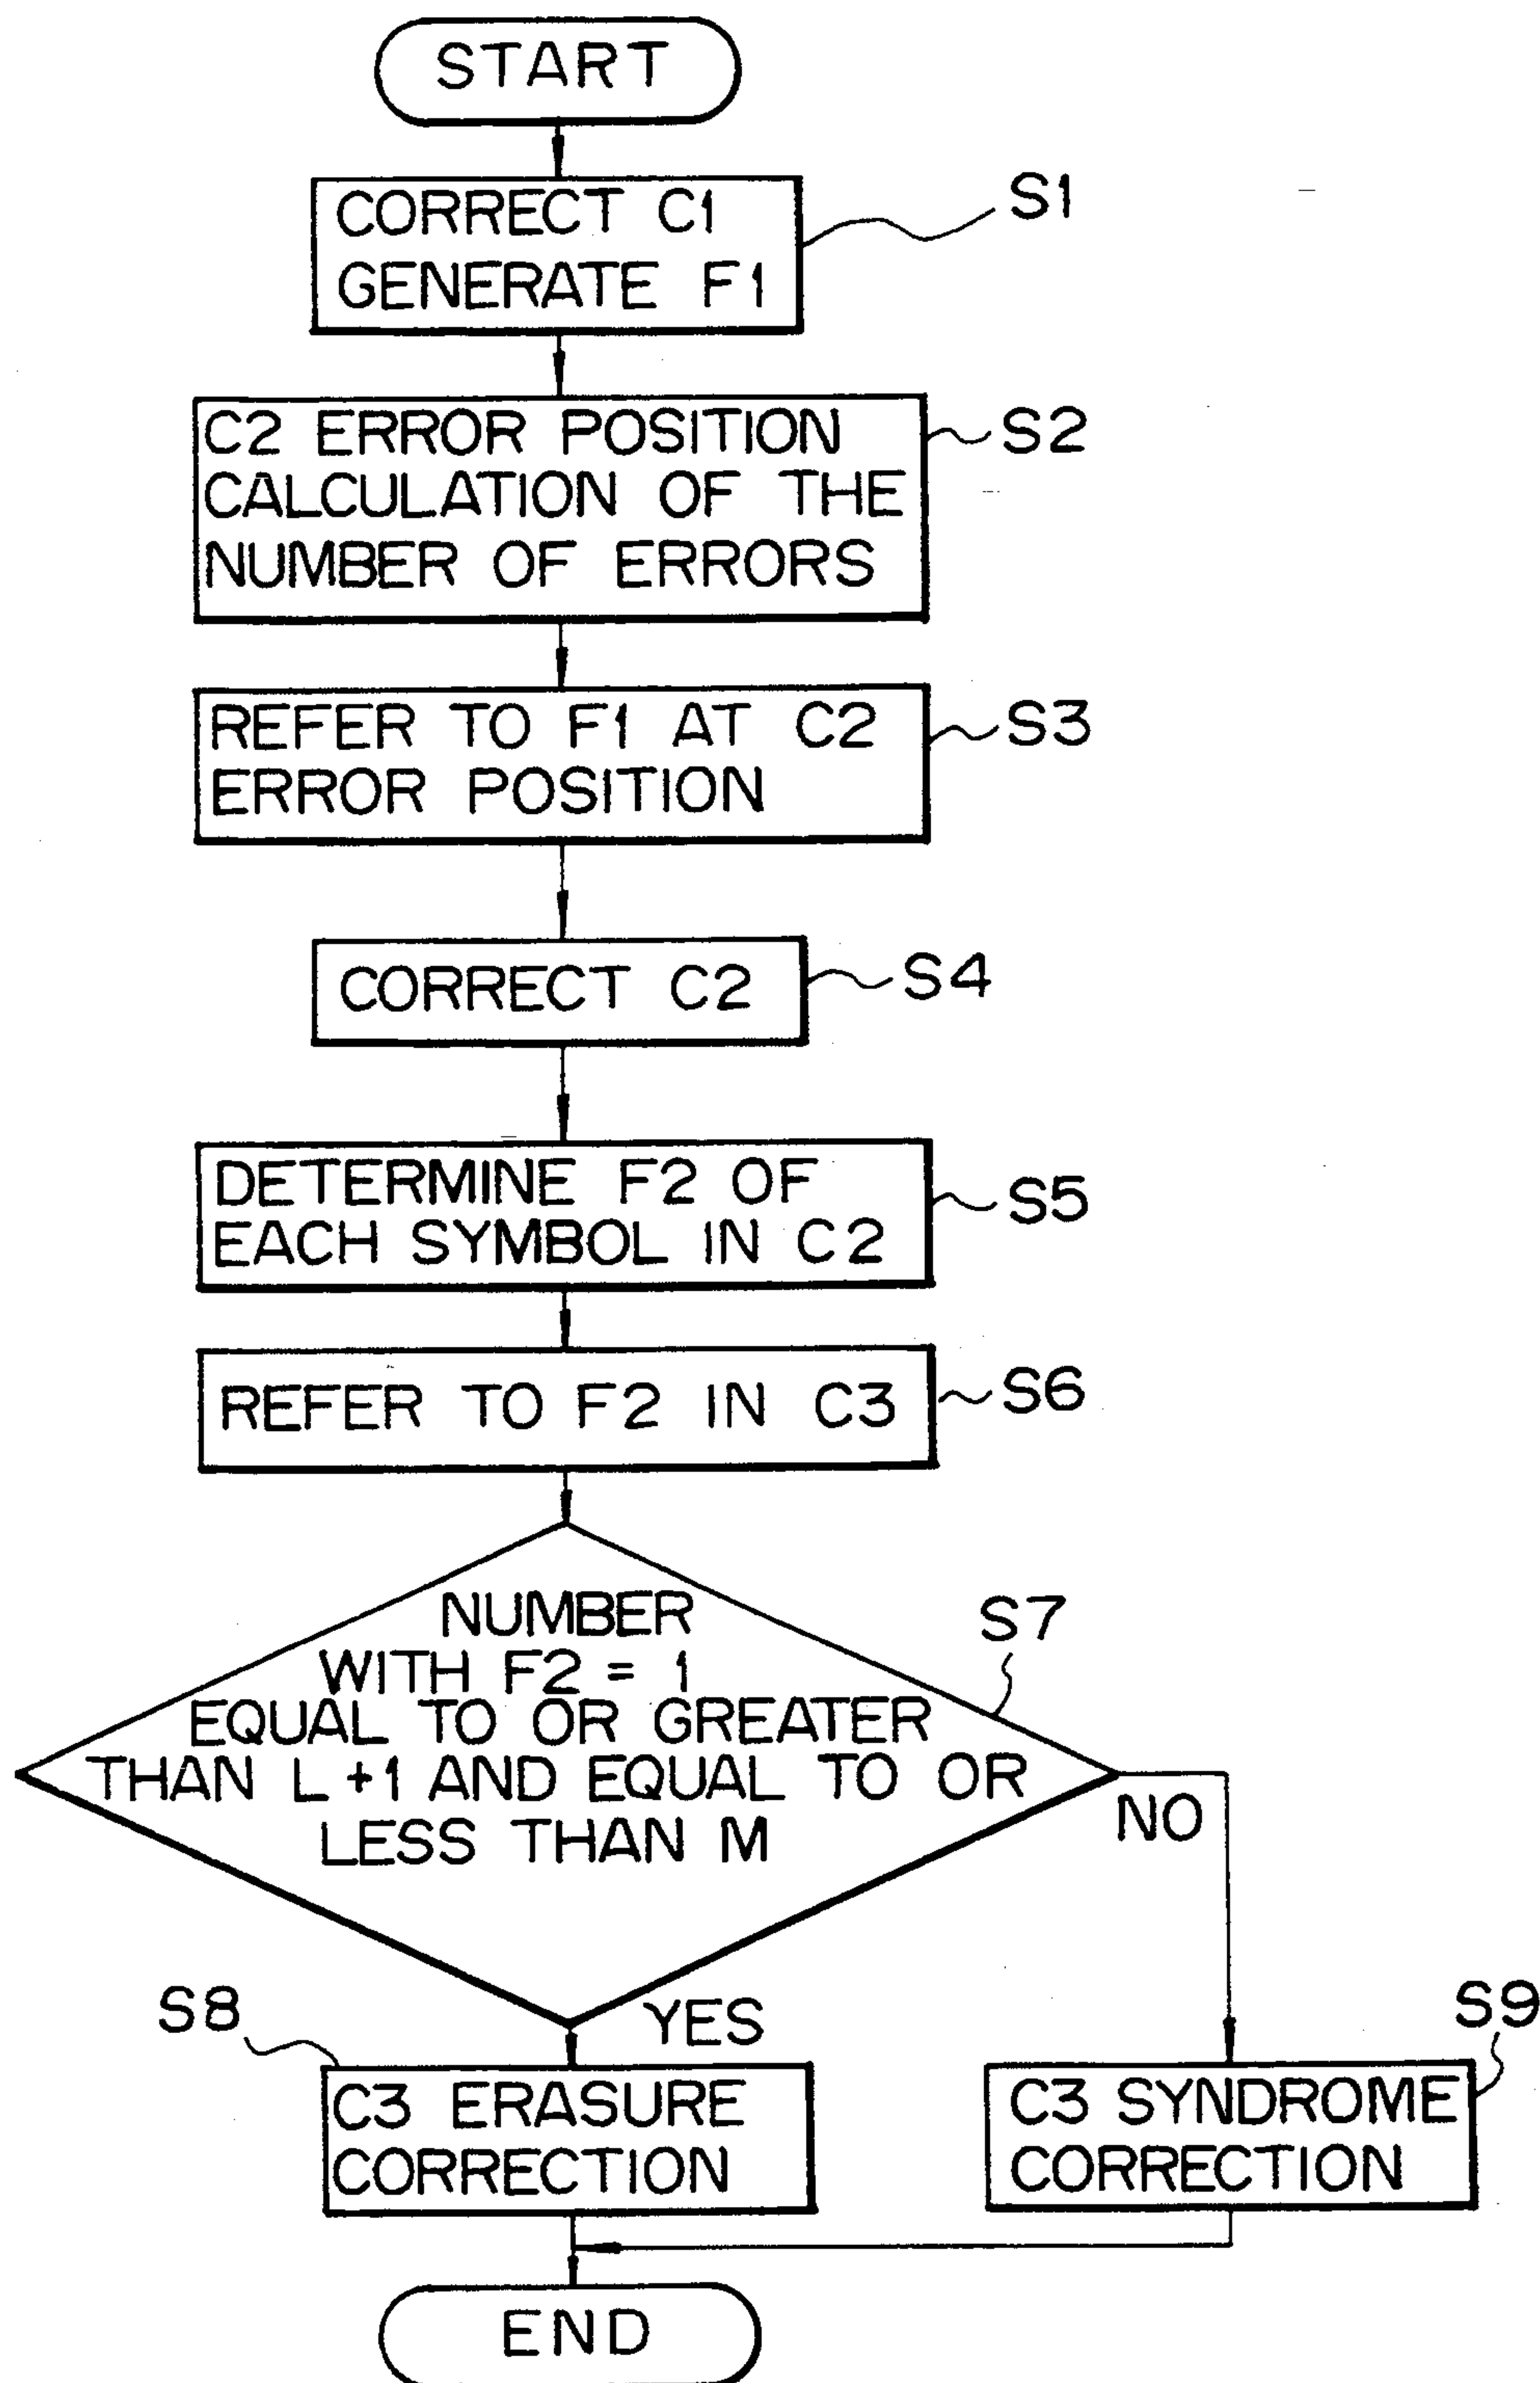 START
CORRECT C1
GENERATE F1
S1
C2 ERROR POSITION
CALCULATION OF THE
NUMBER OF ERRORS
S2
REFER TO F1 AT C2
ERROR POSITION
S3
CORRECT C2
S4
DETERMINE F2 OF
EACH SYMBOL IN C2
S5
REFER TO F2 IN C3
S6
NUMBER
WITH F2 = 1
EQUAL TO OR GREATER
THAN L +1 AND EQUAL TO OR
LESS THAN M
S7
NO
YES
S8
C3 ERASURE
CORRECTION
S9
C3 SYNDROME
CORRECTION
END